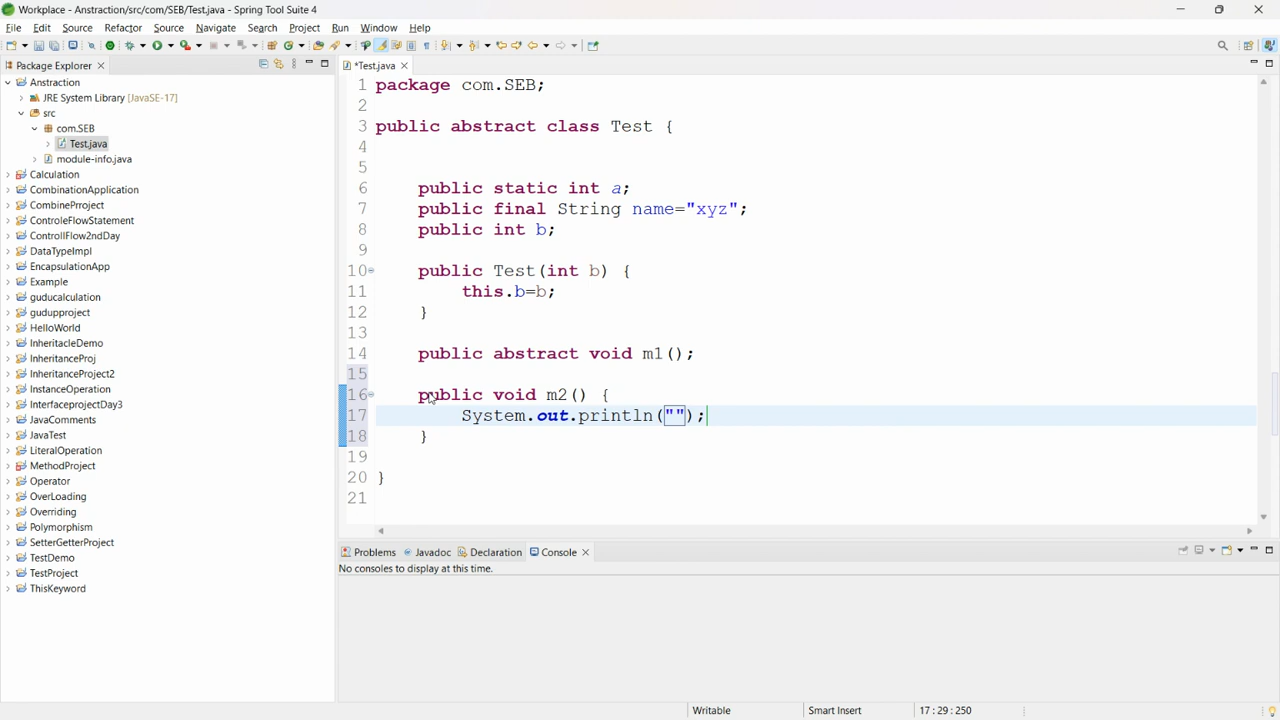 Workplace - Anstraction/src/com/SEB/Test.java - Spring Tool Suite 4
File Edit Source Refactor Source Navigate Search Project Run Window Help
Package Explorer
*Test.java
Anstraction
JRE System Library [JavaSE-17]
src
com.SEB
Test.java
module-info.java
Calculation
CombinationApplication
CombineProject
ControleFlowStatement
ControllFlow2ndDay
DataTypeImpl
EncapsulationApp
Example
guducalculation
gudupproject
HelloWorld
InheritacleDemo
InheritanceProj
InheritanceProject2
InstanceOperation
InterfaceprojectDay3
JavaComments
JavaTest
LiteralOperation
MethodProject
Operator
OverLoading
Overriding
Polymorphism
SetterGetterProject
TestDemo
TestProject
ThisKeyword
1 package com.SEB;
2
3 public abstract class Test {
4
5
6 public static int a;
7 public final String name="xyz";
8 public int b;
9
10 public Test(int b) {
11 this.b=b;
12 }
13
14 public abstract void m1();
15
16 public void m2() {
17 System.out.println("");
18 }
19
20 }
21
Problems Javadoc Declaration Console
No consoles to display at this time.
Writable Smart Insert 17 : 29 : 250